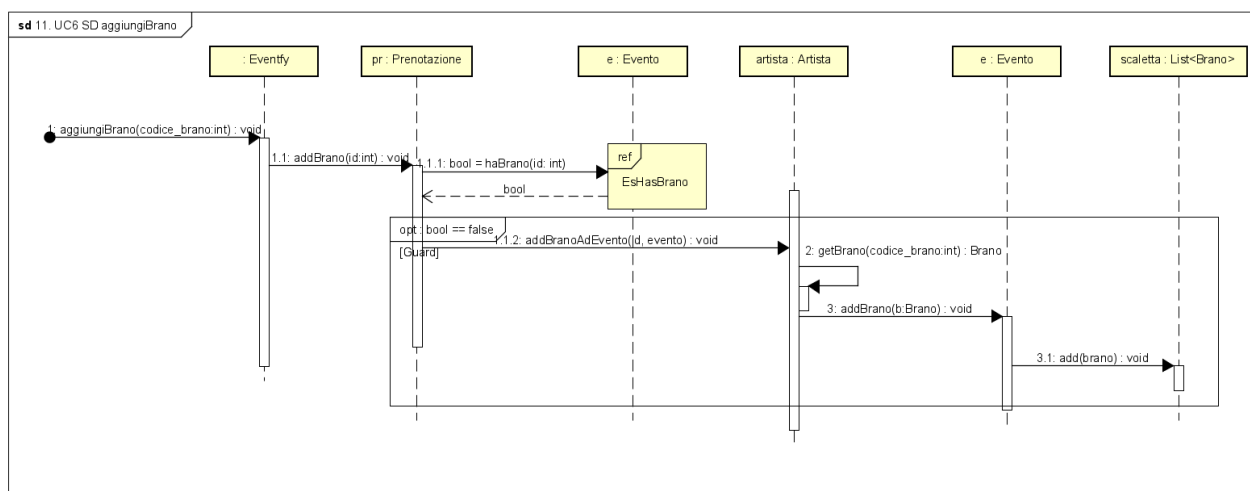 sd 11. UC6 SD aggiungiBrano
: Eventfy
pr : Prenotazione
e : Evento
artista : Artista
e : Evento
scaletta : List<Brano>
1: aggiungiBrano(codice_brano:int) : void
1.1: addBrano(id:int) : void
1.1.1: bool = haBrano(id: int)
ref
EsHasBrano
bool
opt : bool == false
[Guard]
1.1.2: addBranoAdEvento(id, evento) : void
2: getBrano(codice_brano:int) : Brano
3: addBrano(b:Brano) : void
3.1: add(brano) : void